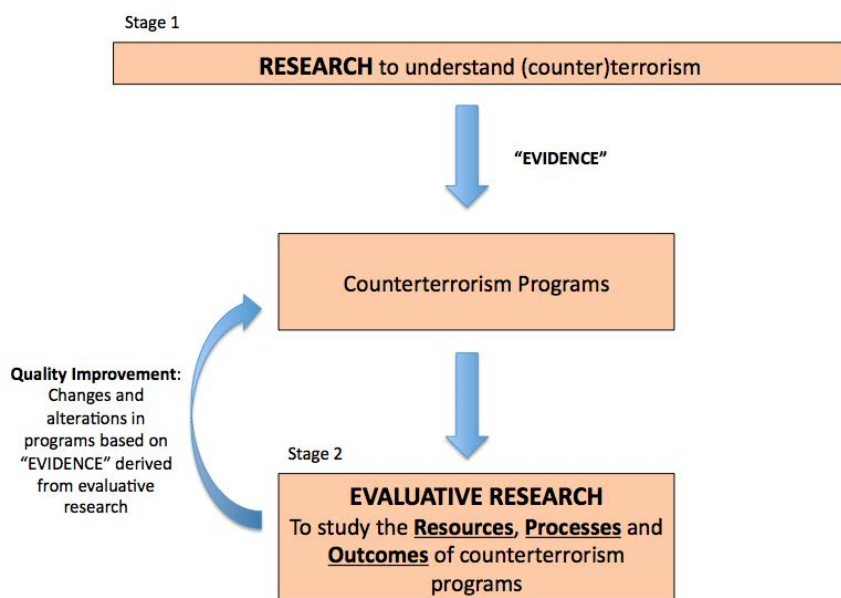 Stage 1
RESEARCH to understand (counter)terrorism
“EVIDENCE”
Counterterrorism Programs
Quality Improvement:
Changes and
alterations in
programs based on
“EVIDENCE” derived
from evaluative
research
Stage 2
EVALUATIVE RESEARCH
To study the Resources, Processes and
Outcomes of counterterrorism
programs